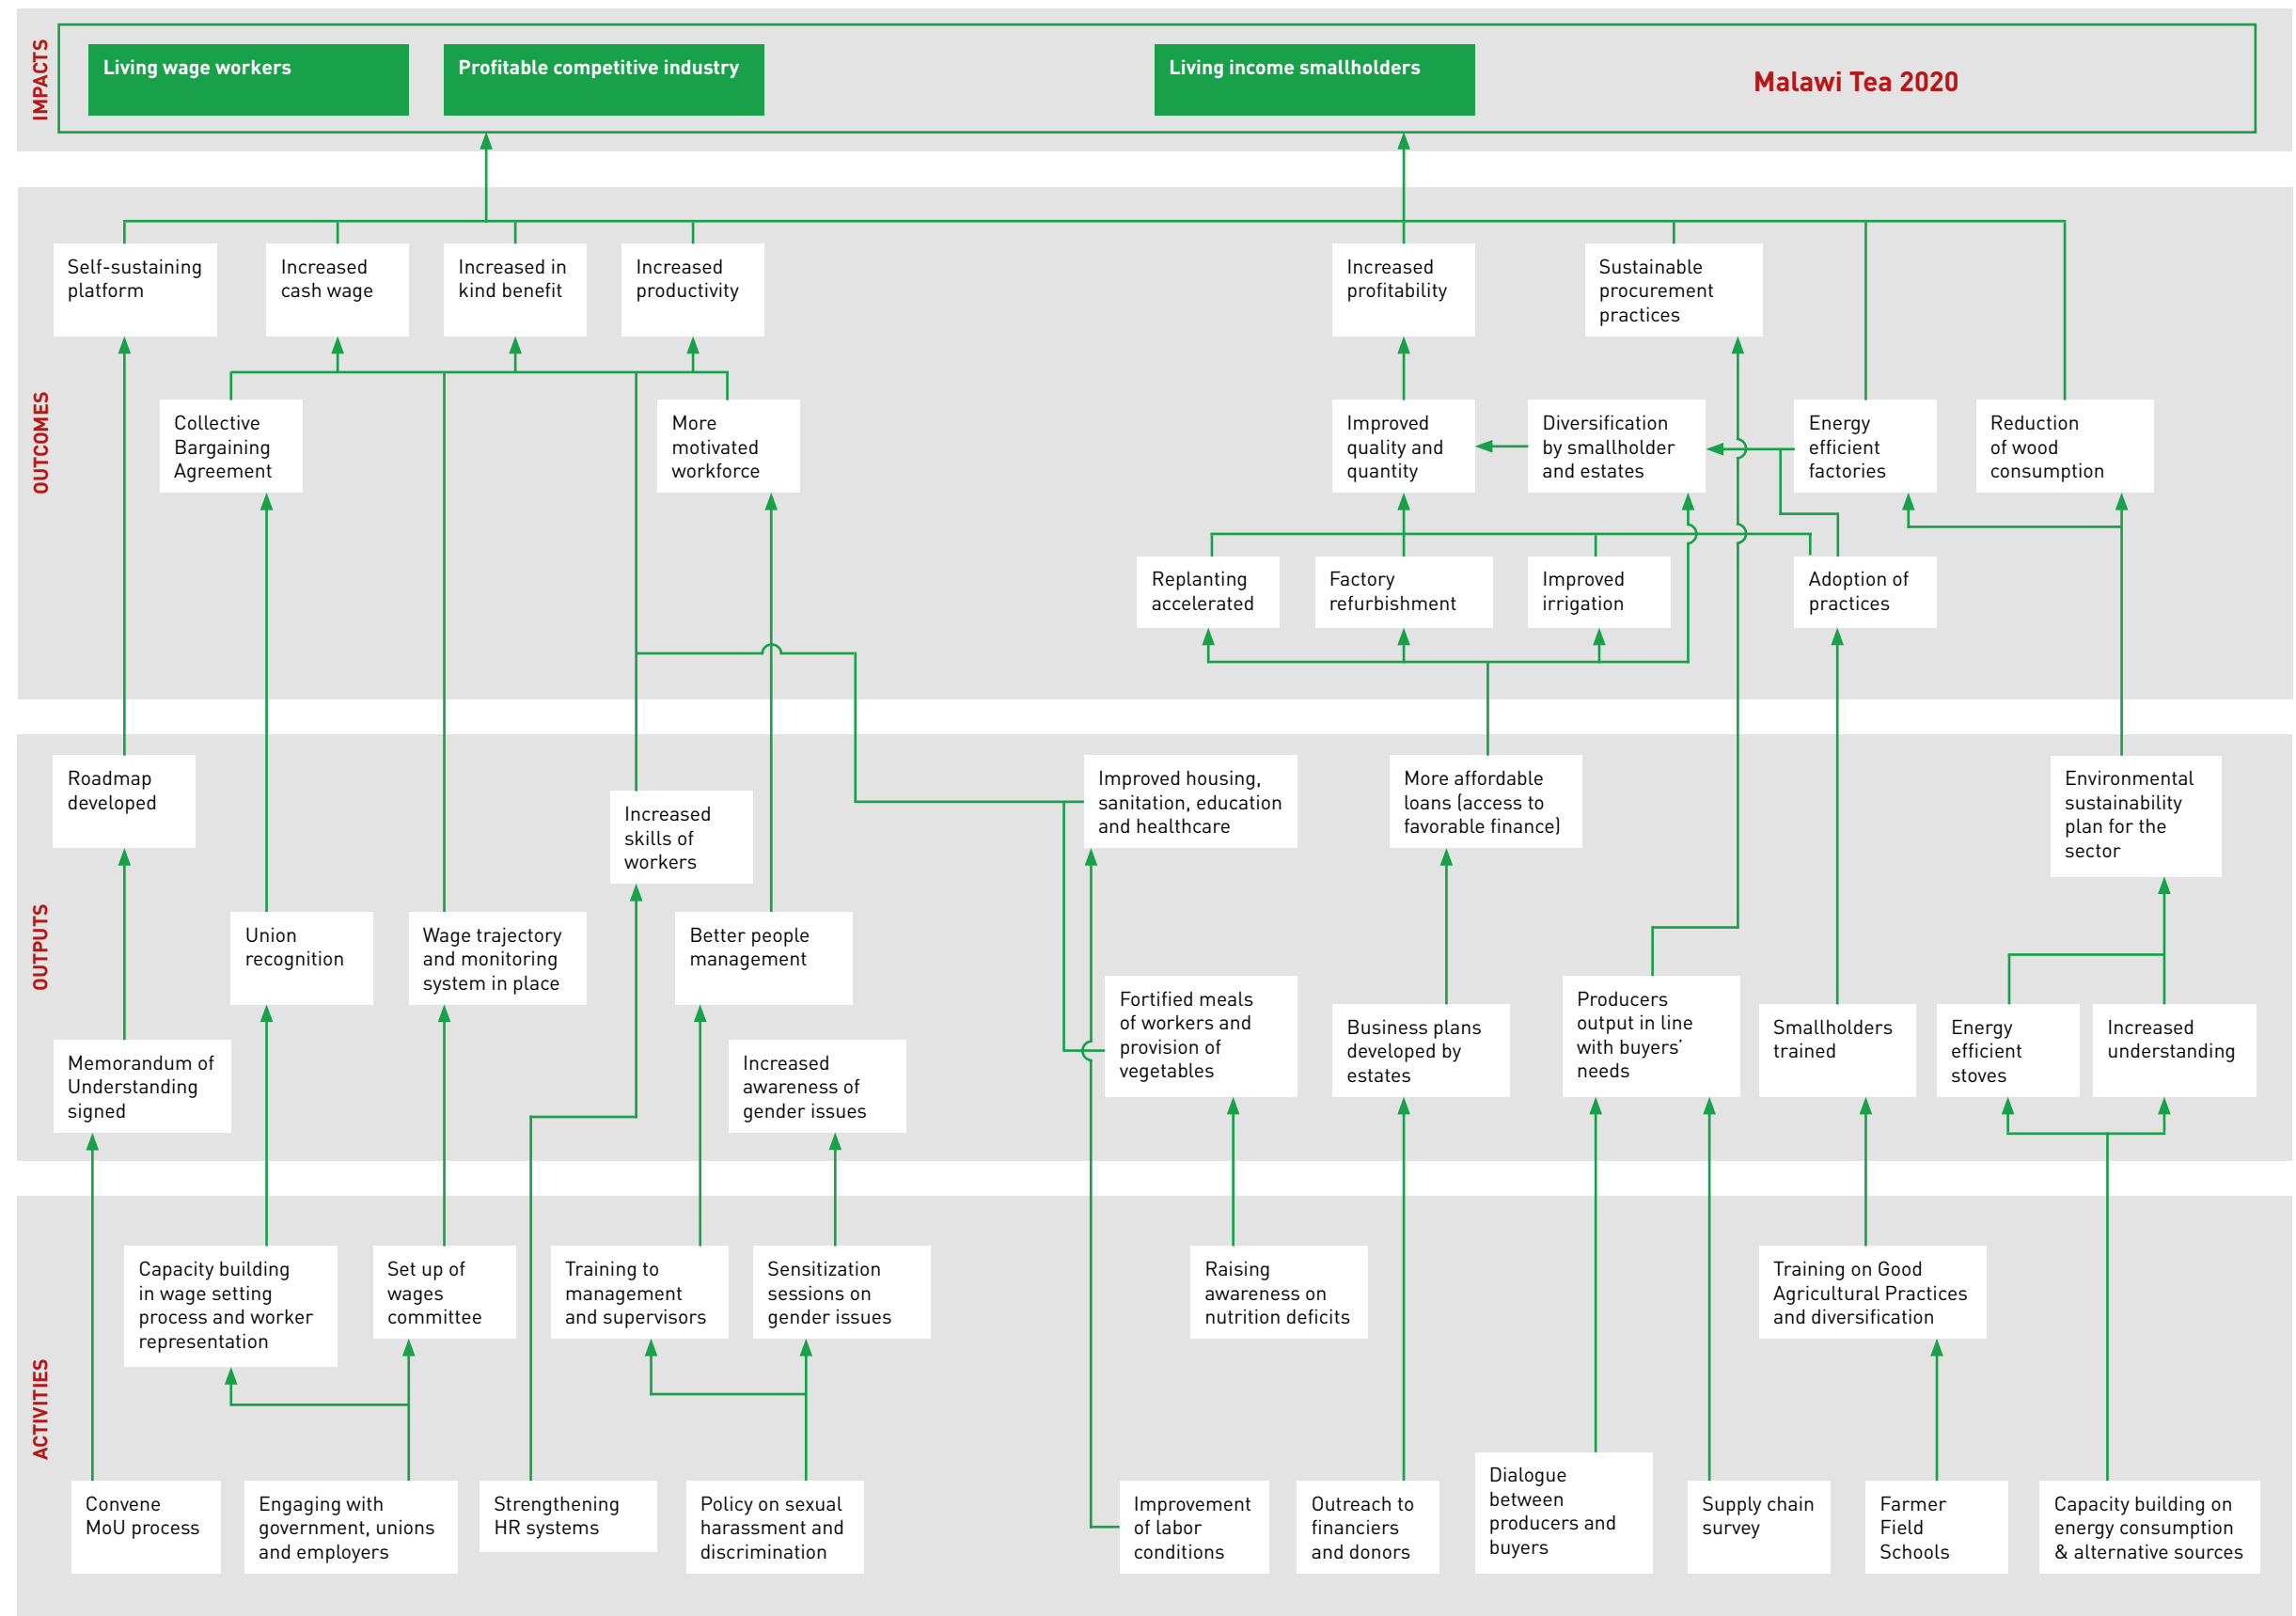 IMPACTS
Living wage workers
Profitable competitive industry
Living income smallholders
Malawi Tea 2020
OUTCOMES
Self-sustaining
platform
Increased
cash wage
Increased in
kind benefit
Increased
productivity
Increased
profitability
Sustainable
procurement
practices
Collective
Bargaining
Agreement
More
motivated
workforce
Improved
quality and
quantity
Diversification
by smallholder
and estates
Energy
efficient
factories
Reduction
of wood
consumption
Replanting
accelerated
Factory
refurbishment
Improved
irrigation
Adoption of
practices
OUTPUTS
Roadmap
developed
Increased
skills of
workers
Improved housing,
sanitation, education
and healthcare
More affordable
loans (access to
favorable finance)
Environmental
sustainability
plan for the
sector
Union
recognition
Wage trajectory
and monitoring
system in place
Better people
management
Fortified meals
of workers and
provision of
vegetables
Business plans
developed by
estates
Producers
output in line
with buyers’
needs
Smallholders
trained
Energy
efficient
stoves
Increased
understanding
Memorandum of
Understanding
signed
Increased
awareness of
gender issues
ACTIVITIES
Capacity building
in wage setting
process and worker
representation
Set up of
wages
committee
Training to
management
and supervisors
Sensitization
sessions on
gender issues
Raising
awareness on
nutrition deficits
Training on Good
Agricultural Practices
and diversification
Convene
MoU process
Engaging with
government, unions
and employers
Strengthening
HR systems
Policy on sexual
harassment and
discrimination
Improvement
of labor
conditions
Outreach to
financiers
and donors
Dialogue
between
producers and
buyers
Supply chain
survey
Farmer
Field
Schools
Capacity building on
energy consumption
& alternative sources